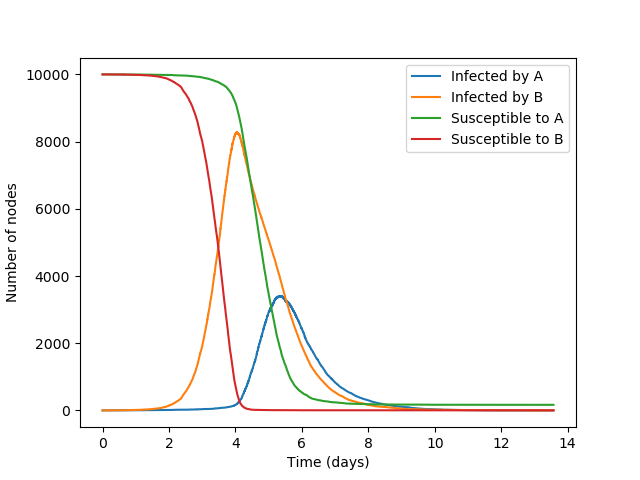 Infected by A
Infected by B
Susceptible to A
Susceptible to B
10000
8000
6000
4000
2000
0
Number of nodes
0 2 4 6 8 10 12 14
Time (days)